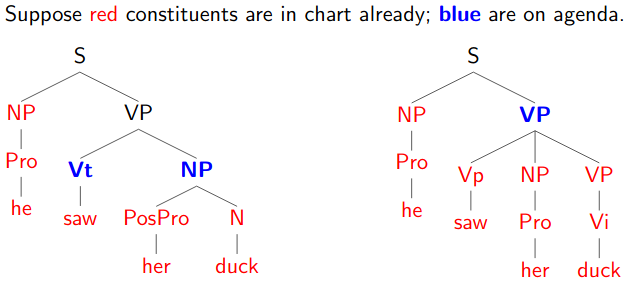 Suppose red constituents are in chart already; blue are on agenda.
S S
NP VP NP VP
Pro Vt NP Pro Vp NP VP
he saw PosPro N he saw Pro Vi
her duck her duck